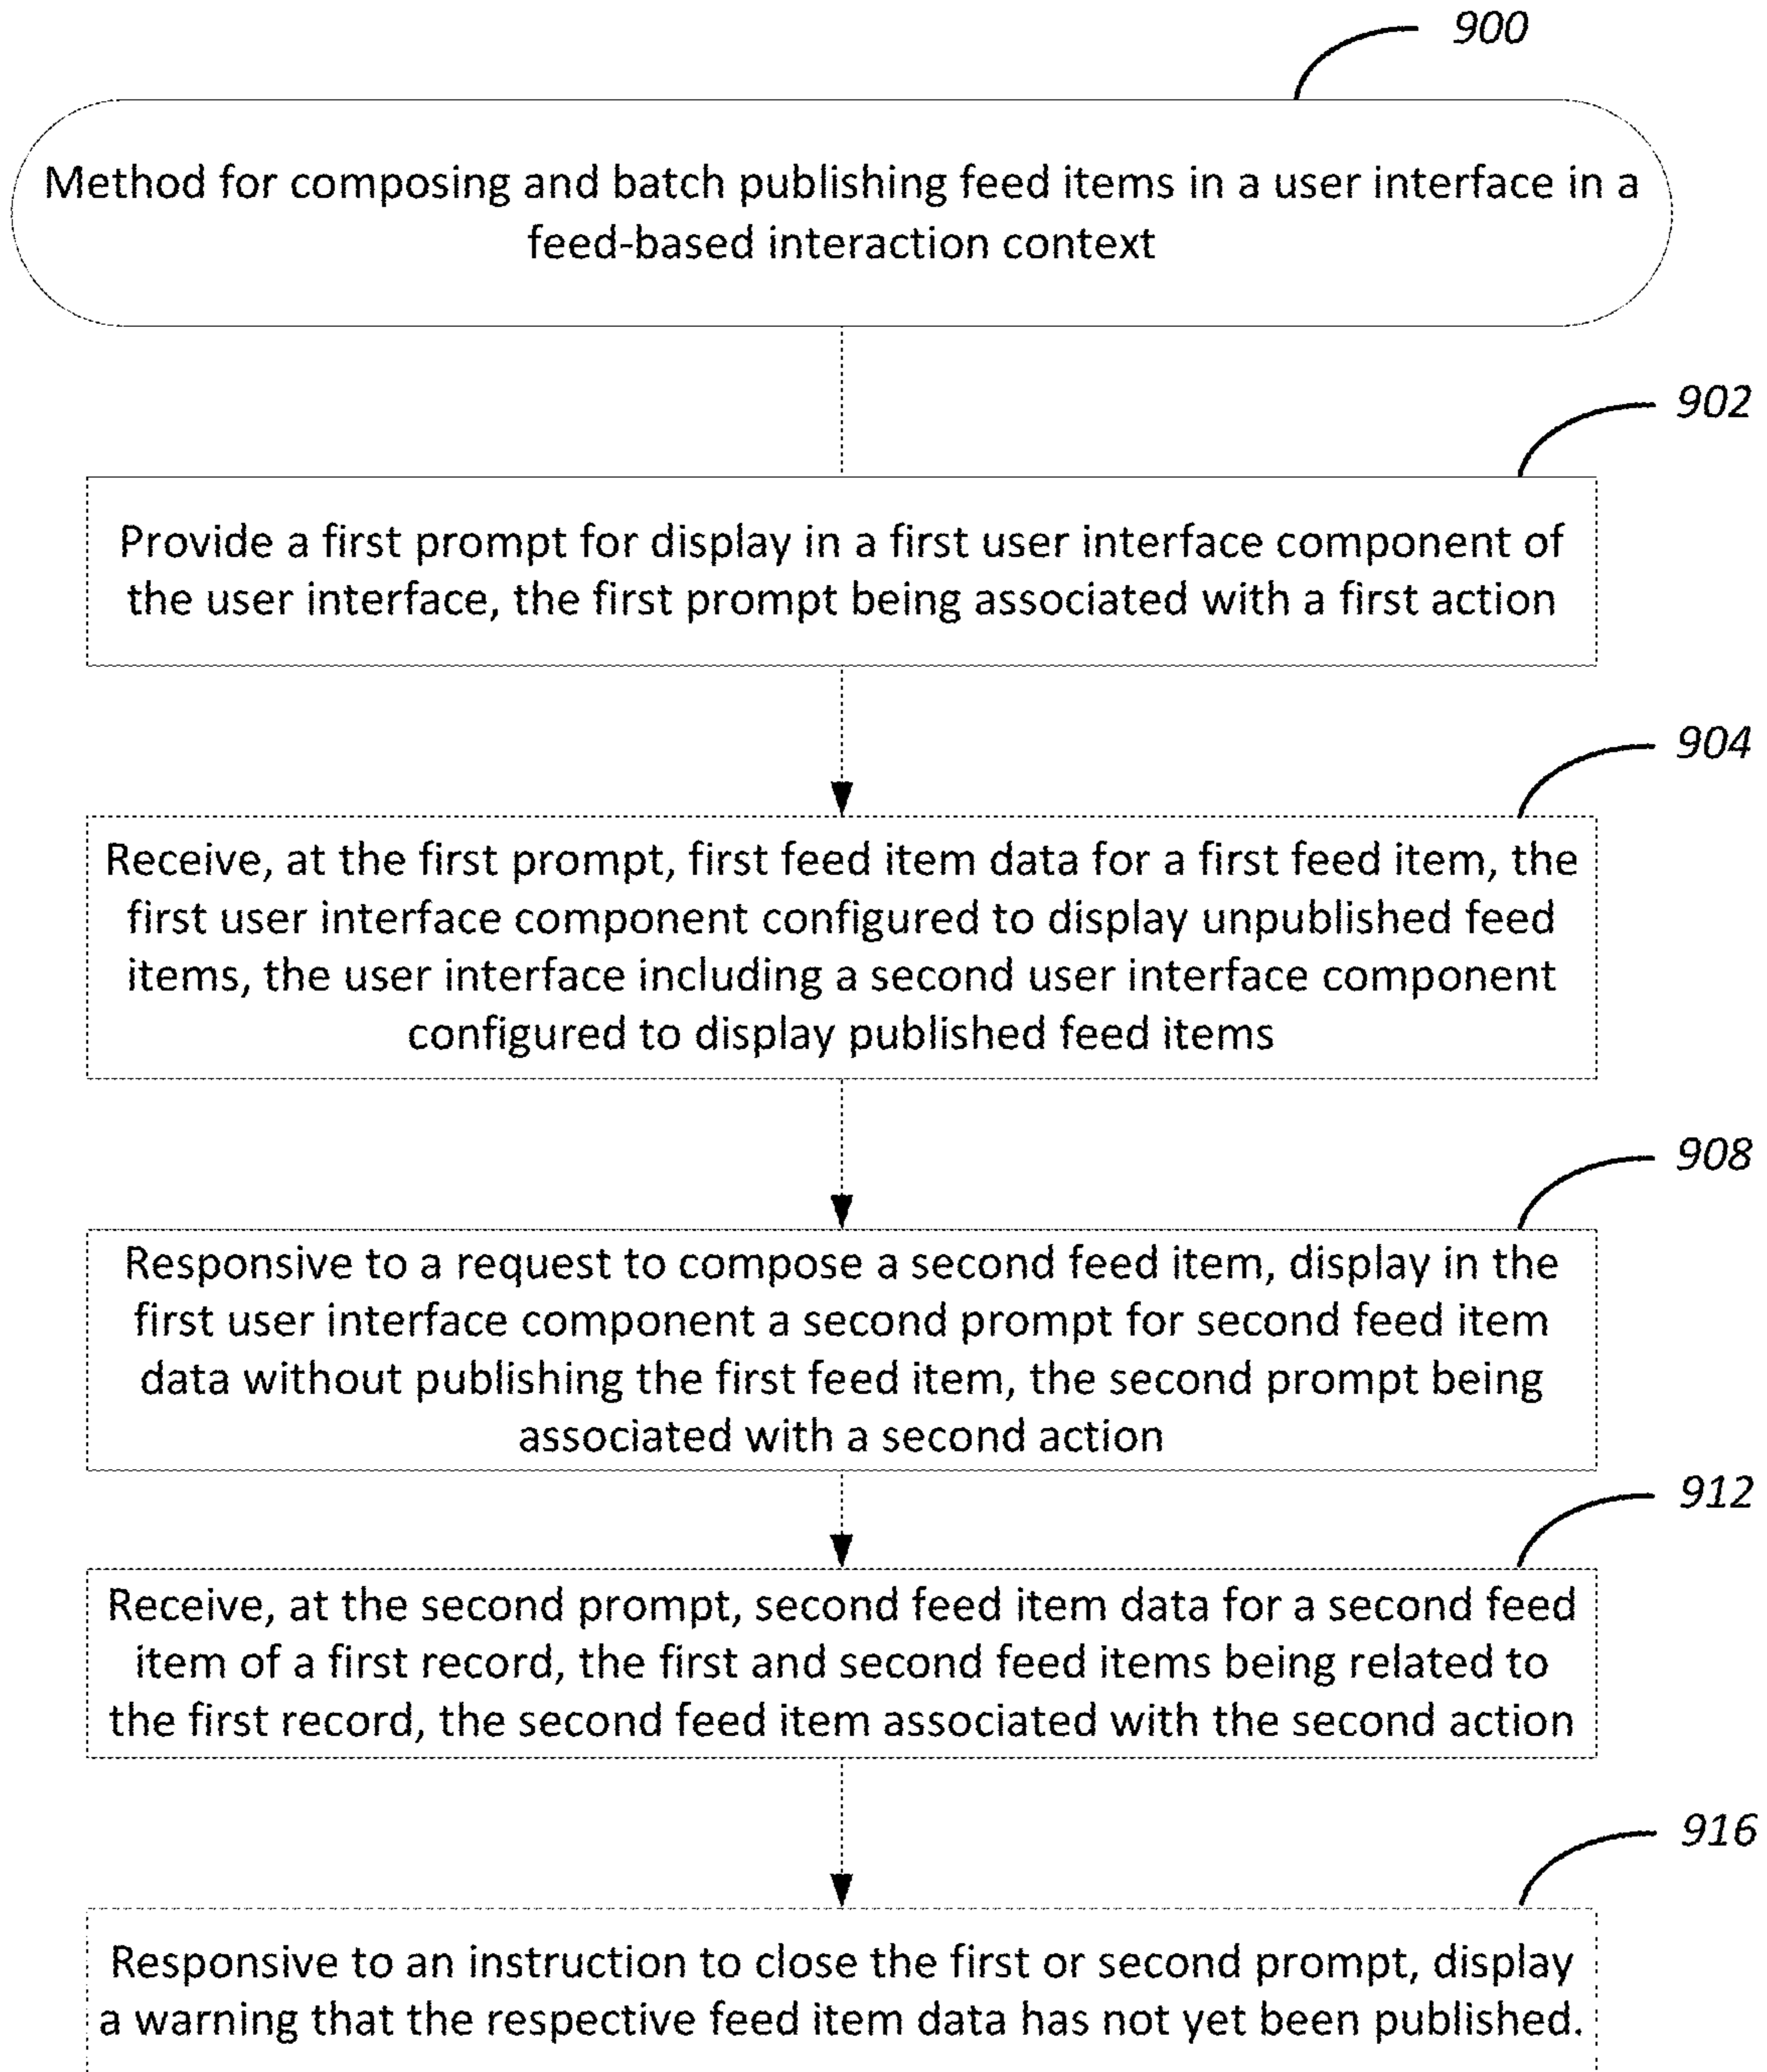 900
Method for composing and batch publishing feed items in a user interface in a
feed-based interaction context
902
Provide a first prompt for display in a first user interface component of
the user interface, the first prompt being associated with a first action
904
Receive, at the first prompt, first feed item data for a first feed item, the
first user interface component configured to display unpublished feed
items, the user interface including a second user interface component
configured to display published feed items
908
Responsive to a request to compose a second feed item, display in the
first user interface component a second prompt for second feed item
data without publishing the first feed item, the second prompt being
associated with a second action
912
Receive, at the second prompt, second feed item data for a second feed
item of a first record, the first and second feed items being related to
the first record, the second feed item associated with the second action
916
Responsive to an instruction to close the first or second prompt, display
a warning that the respective feed item data has not yet been published.